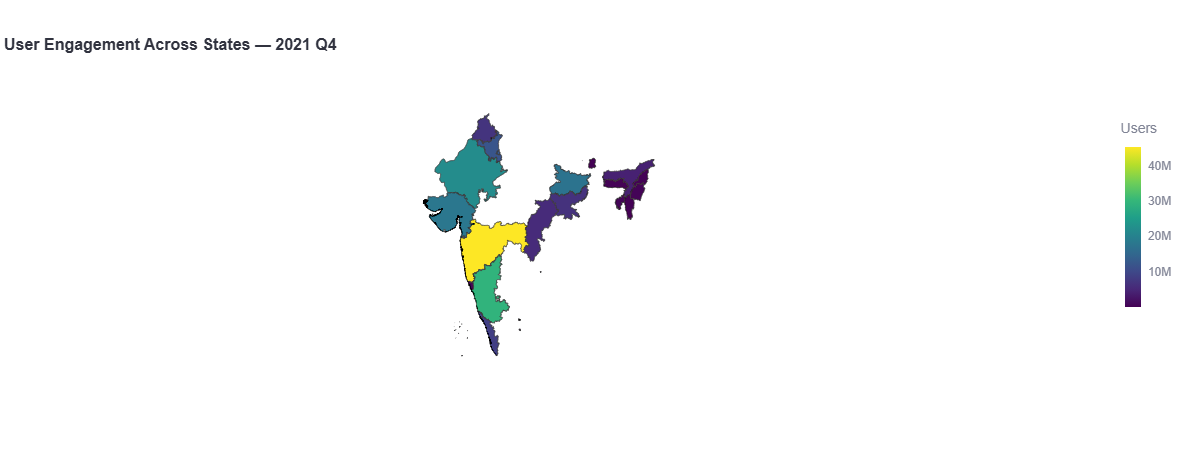 User Engagement Across States — 2021 Q4
Users
40M
30M
20M
10M